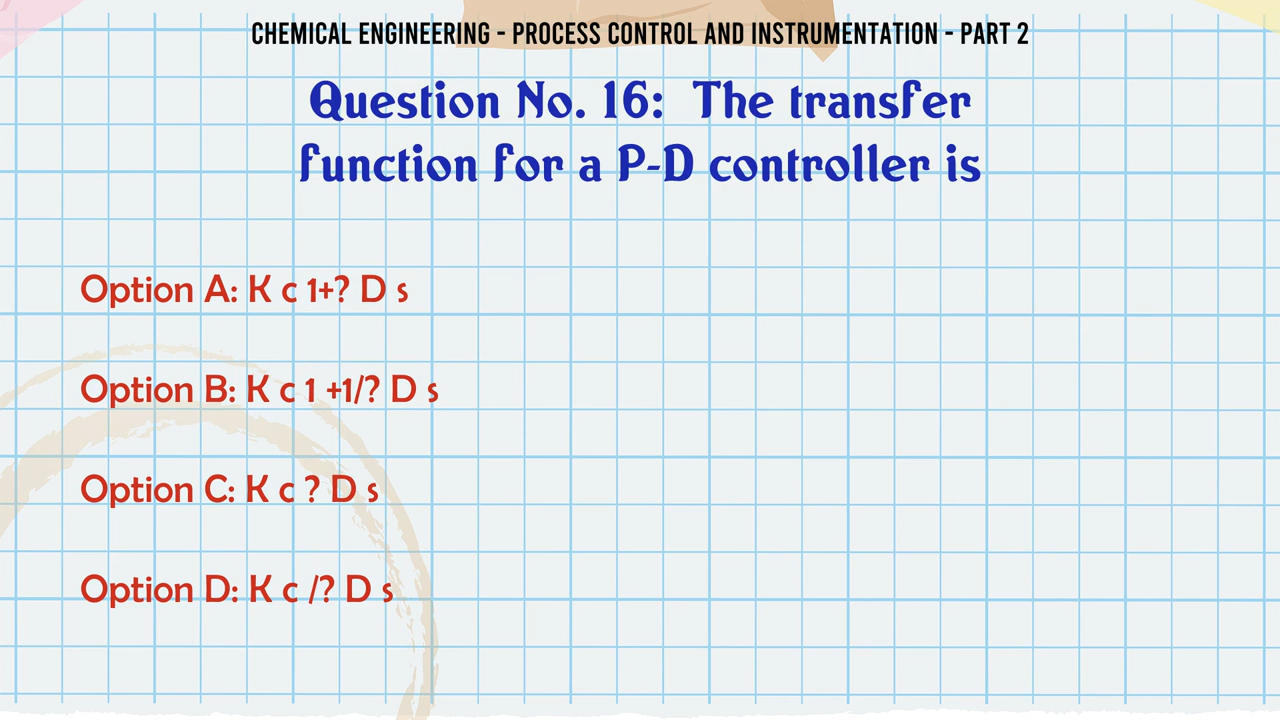 CHEMICAL ENGINEERING - PROCESS CONTROL AND INSTRUMENTATION - PART 2
Question No. 16: The transfer
function for a P-D controller is
Option A: K c 1+? D s
Option B: K c 1 +1/? D s
Option C: K c ? D s
Option D: K c /? D s